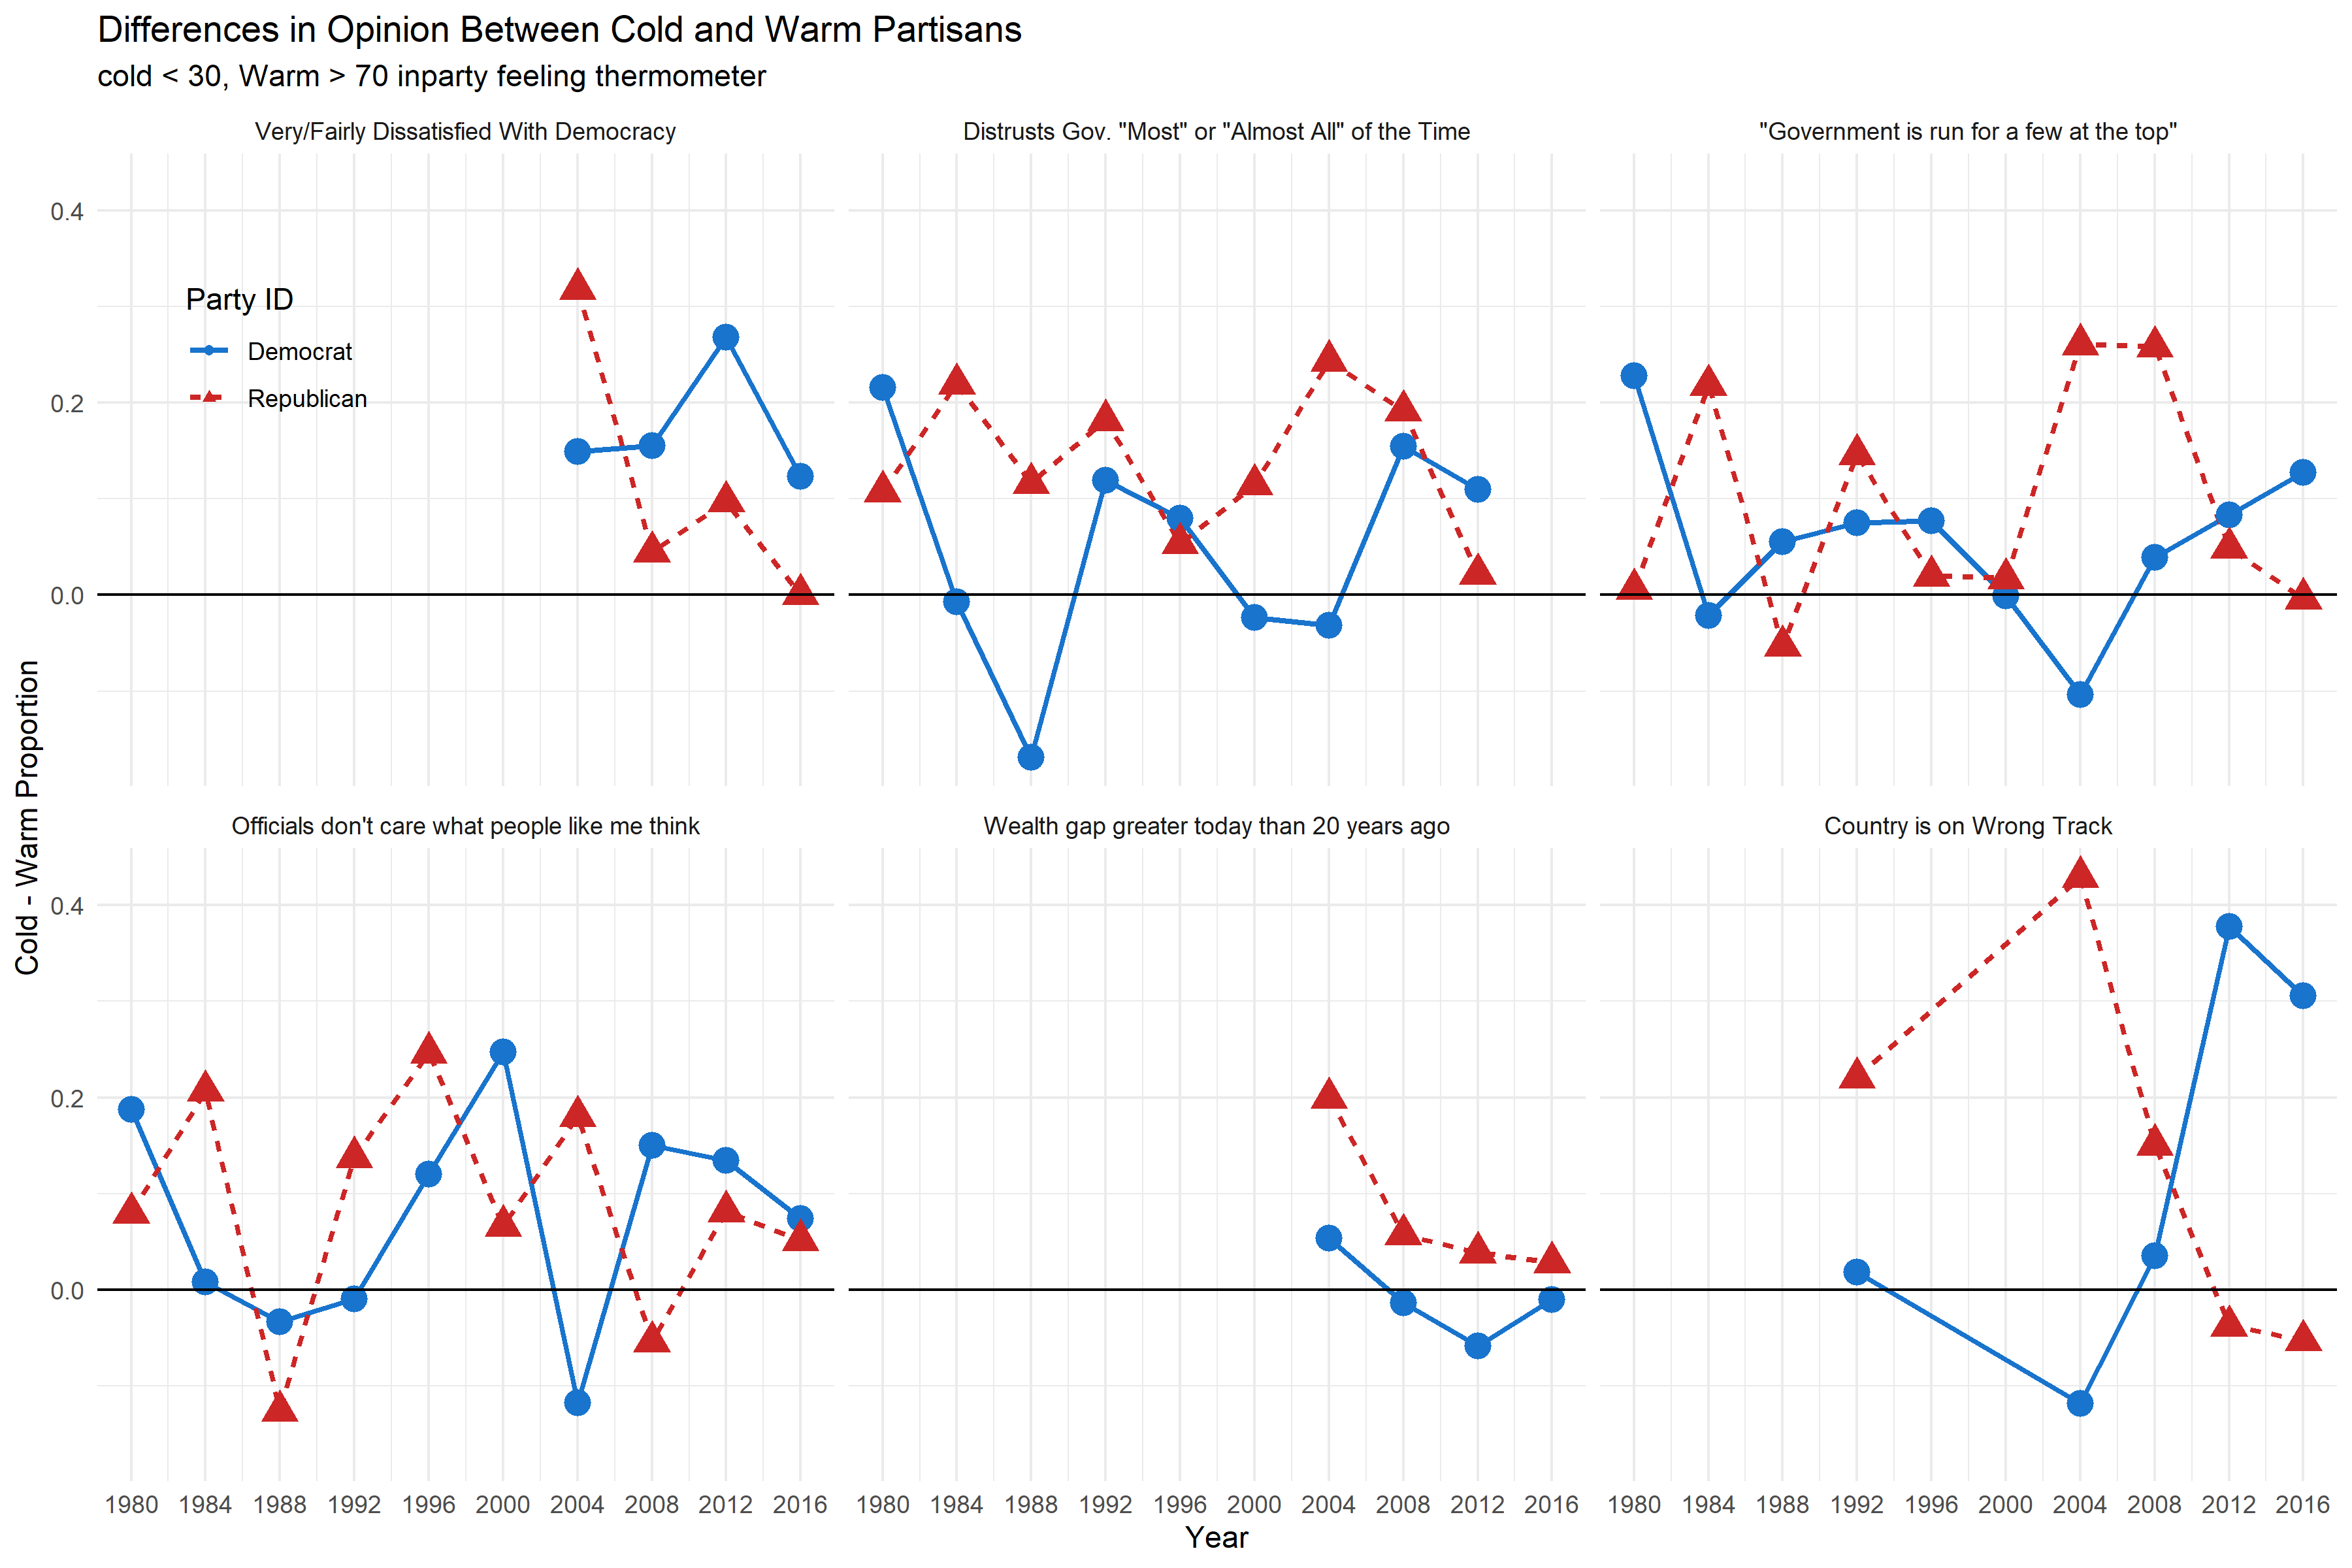 Differences in Opinion Between Cold and Warm Partisans
cold < 30, Warm > 70 inparty feeling thermometer
Very/Fairly Dissatisfied With Democracy
Distrusts Gov. "Most" or "Almost All" of the Time
"Government is run for a few at the top"
0.4
0.2
0.0
Party ID
Democrat
Republican
Cold - Warm Proportion
Officials don't care what people like me think
Wealth gap greater today than 20 years ago
Country is on Wrong Track
0.4
0.2
0.0
1980 1984 1988 1992 1996 2000 2004 2008 2012 2016
1980 1984 1988 1992 1996 2000 2004 2008 2012 2016
1980 1984 1988 1992 1996 2000 2004 2008 2012 2016
Year